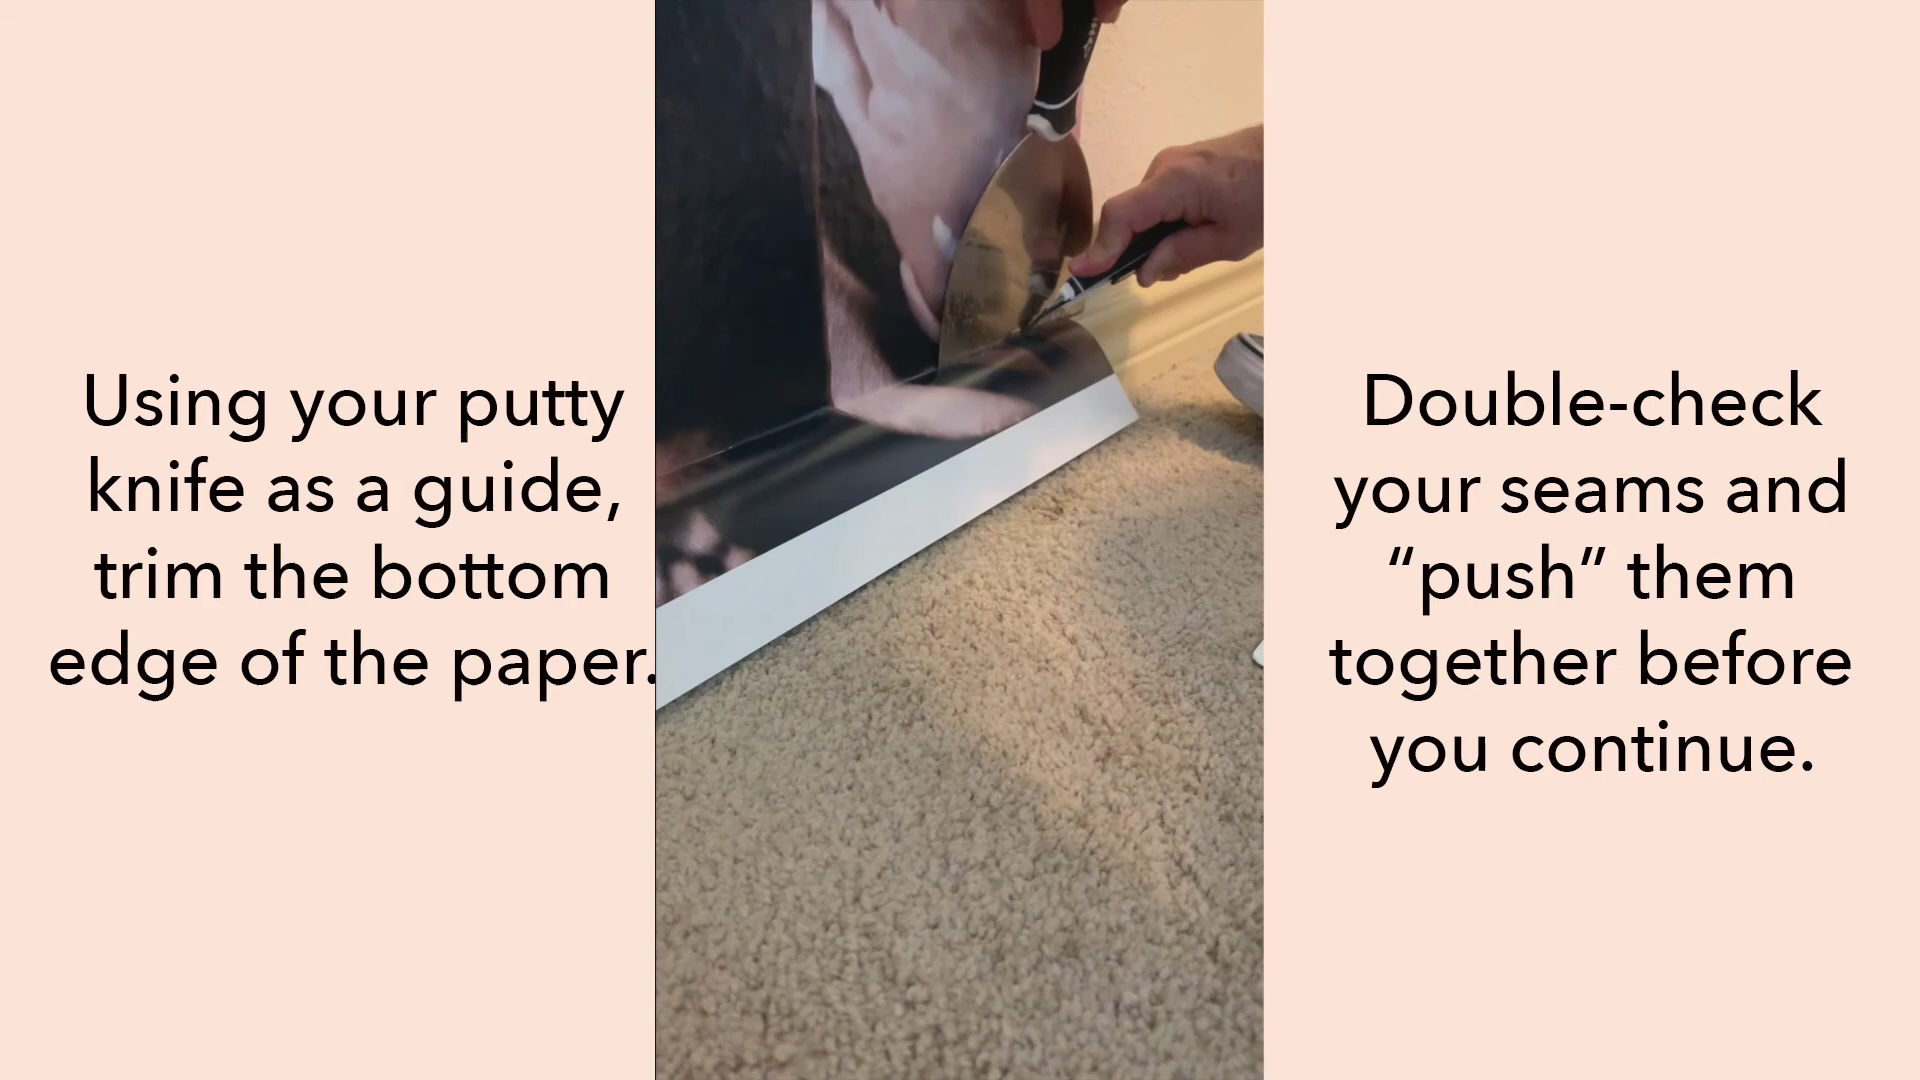 Using your putty
knife as a guide,
trim the bottom
edge of the paper.
Double-check
your seams and
“push” them
together before
you continue.